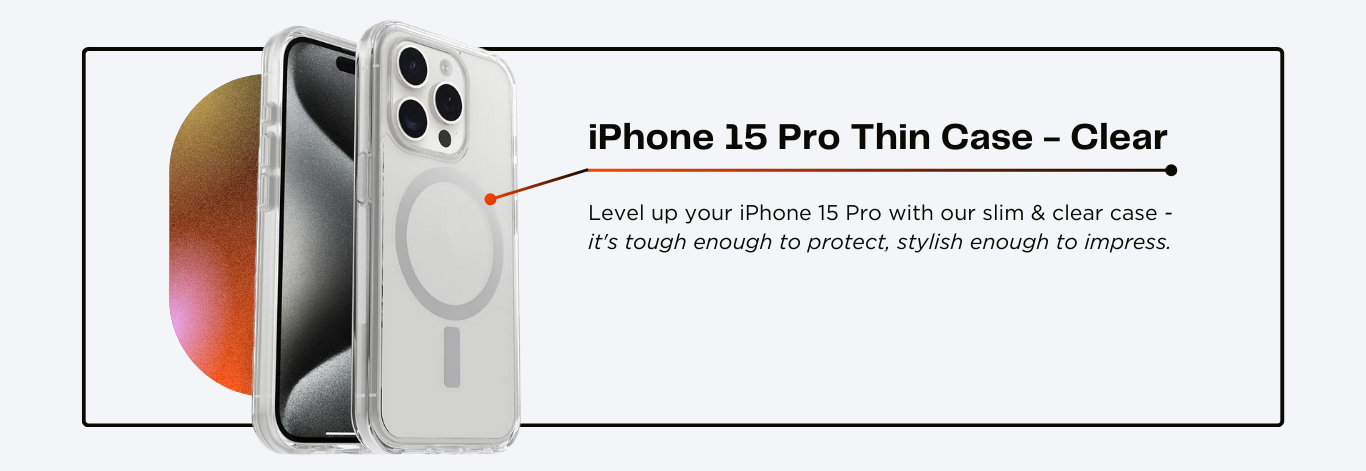 iPhone 15 Pro Thin Case – Clear
Level up your iPhone 15 Pro with our slim & clear case -
it's tough enough to protect, stylish enough to impress.